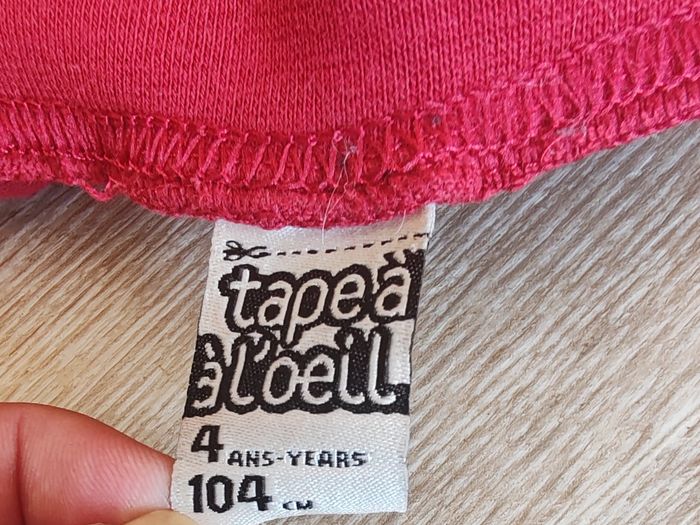 tape à
à l'oeil
4 ANS-YEARS
104 CM